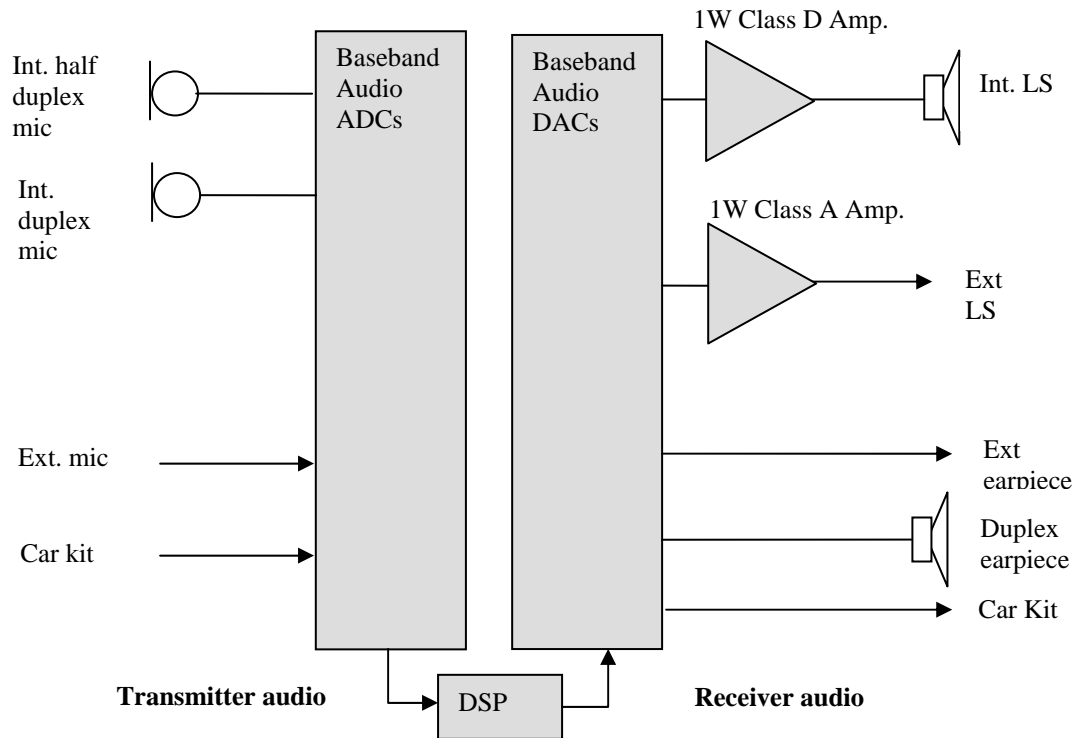 1W Class D Amp.
Int. half
duplex
mic
Baseband
Audio
ADCs
Baseband
Audio
DACs
Int. LS
Int.
duplex
mic
1W Class A Amp.
Ext
LS
Ext. mic
Ext
earpiece
Car kit
Duplex
earpiece
Car Kit
Transmitter audio
DSP
Receiver audio